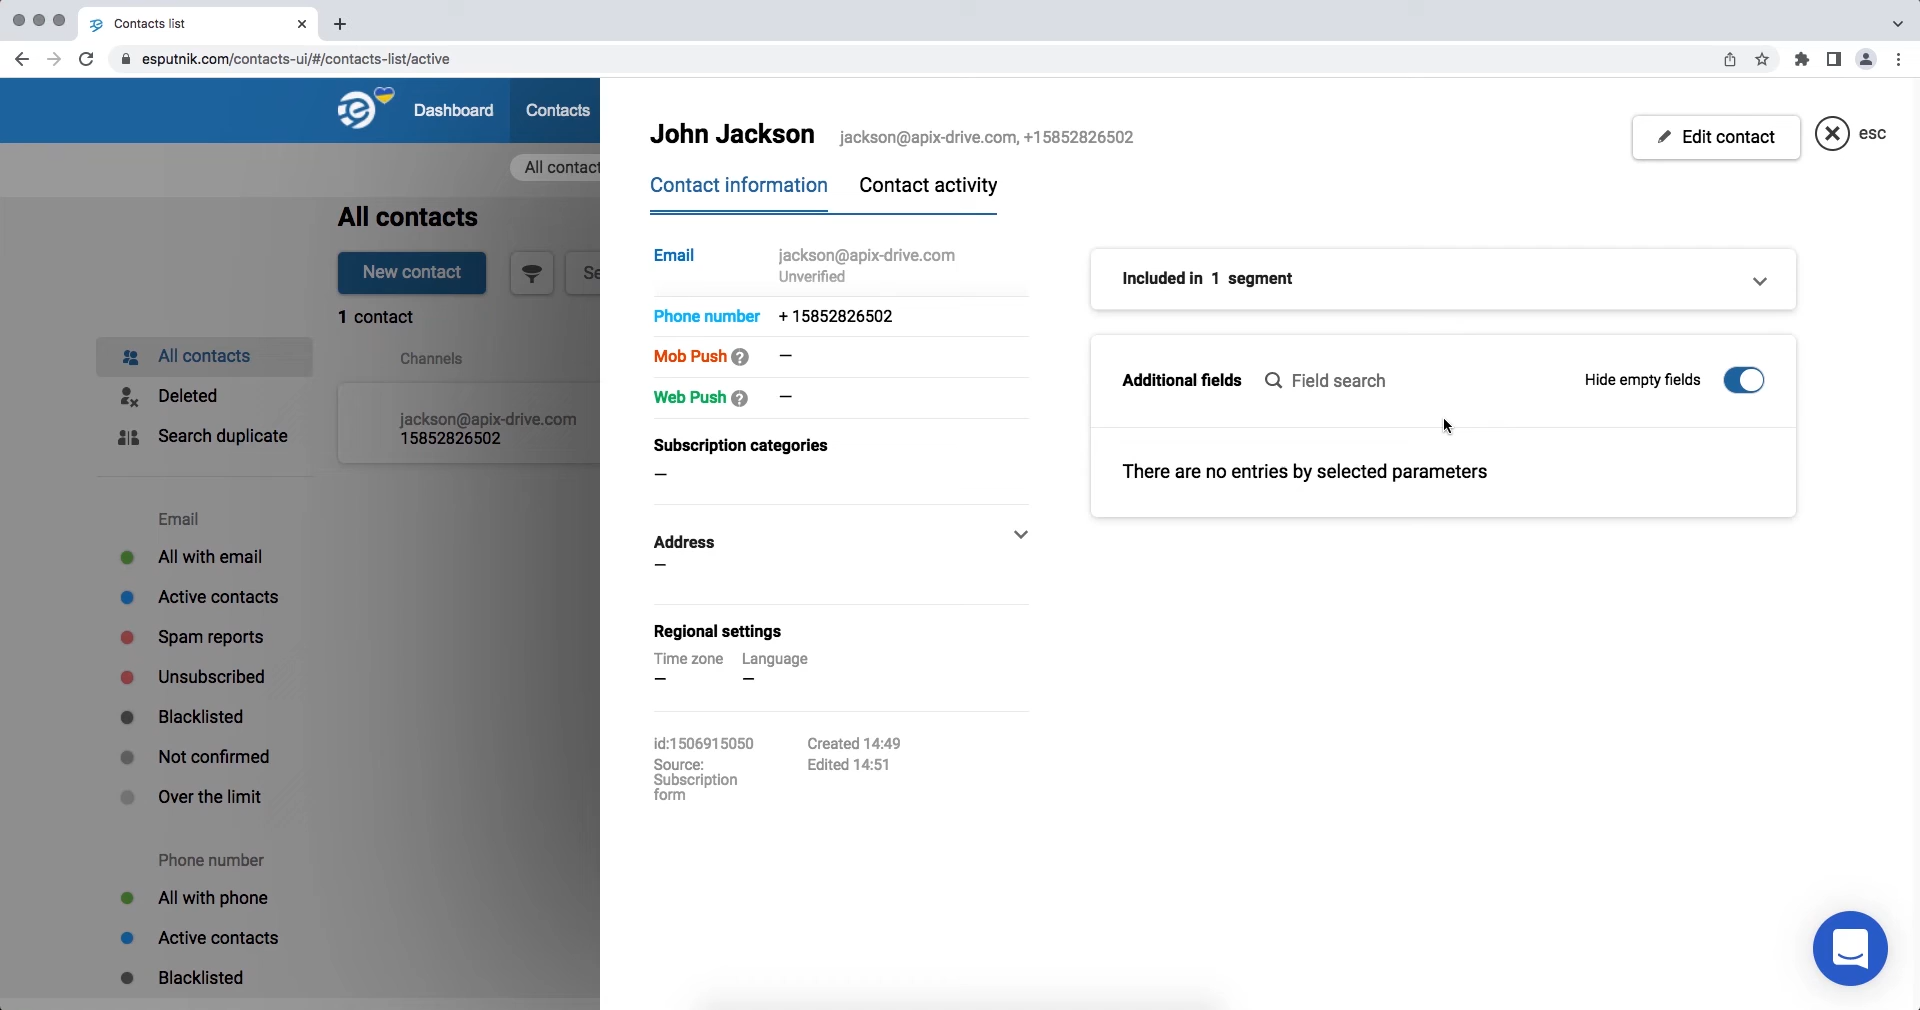 Contacts list
esputnik.com/contacts-ui/#/contacts-list/active
Dashboard
Contacts
All contact
All contacts
New contact
Se
1 contact
Channels
jackson@apix-drive.com
15852826502
All contacts
Deleted
Search duplicate
Email
All with email
Active contacts
Spam reports
Unsubscribed
Blacklisted
Not confirmed
Over the limit
Phone number
All with phone
Active contacts
Blacklisted
John Jackson jackson@apix-drive.com, +15852826502
Edit contact
esc
Contact information Contact activity
Email jackson@apix-drive.com
Unverified
Phone number + 15852826502
Mob Push ? —
Web Push ? —
Subscription categories
—
Address
—
Regional settings
Time zone Language
— —
id:1506915050 Created 14:49
Source: Edited 14:51
Subscription
form
Included in 1 segment
Additional fields Field search Hide empty fields
There are no entries by selected parameters